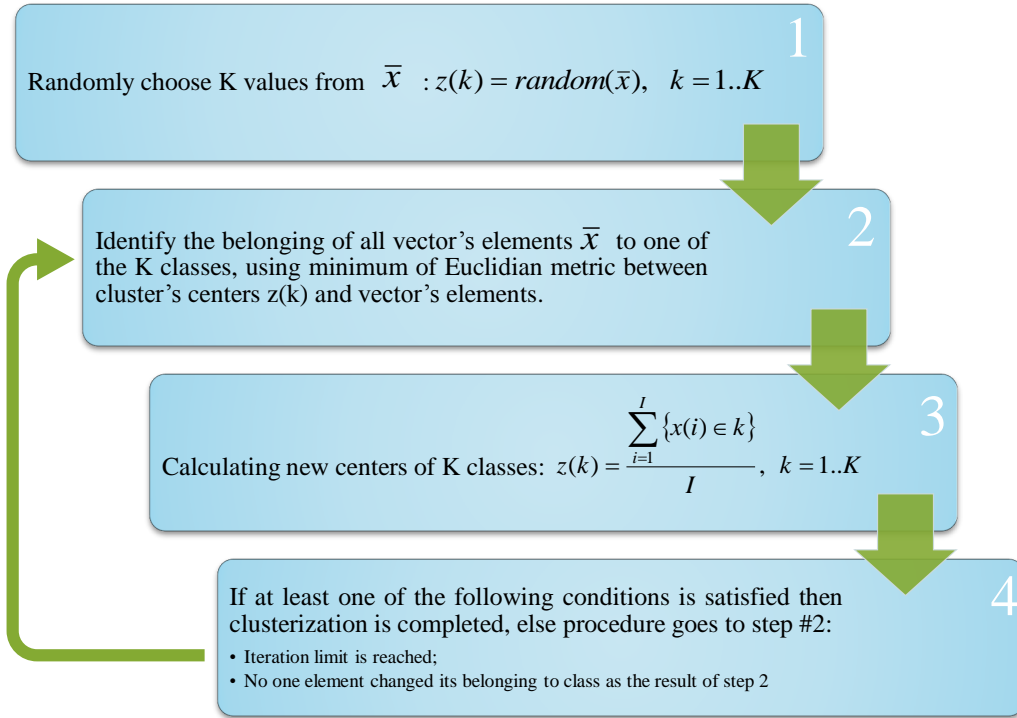 1
Randomly choose K values from x̄ : z(k) = random(x̄), k = 1..K
2
Identify the belonging of all vector's elements x̄ to one of
the K classes, using minimum of Euclidian metric between
cluster's centers z(k) and vector's elements.
3
Calculating new centers of K classes: z(k) = \frac{\sum_{i=1}^{I} \{x(i) \in k\}}{I}, k = 1..K
4
If at least one of the following conditions is satisfied then
clusterization is completed, else procedure goes to step #2:
• Iteration limit is reached;
• No one element changed its belonging to class as the result of step 2